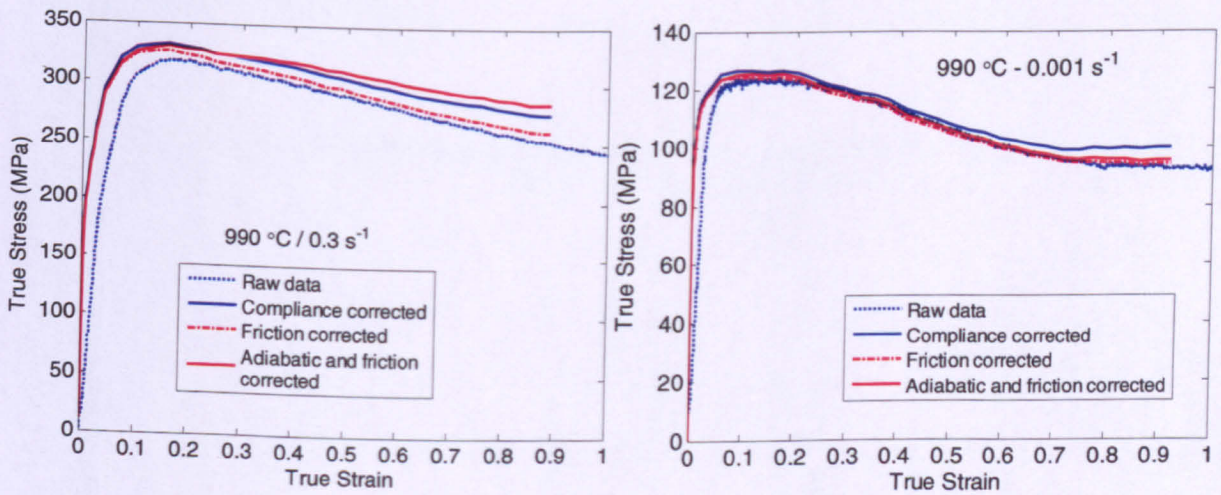 350
300
250
200
150
100
50
0
True Stress (MPa)
990 °C / 0.3 s-1
Raw data
Compliance corrected
Friction corrected
Adiabatic and friction
corrected
0 0.1 0.2 0.3 0.4 0.5 0.6 0.7 0.8 0.9 1
True Strain
140
120
100
80
60
40
20
0
True Stress (MPa)
990 °C - 0.001 s-1
Raw data
Compliance corrected
Friction corrected
Adiabatic and friction corrected
0 0.1 0.2 0.3 0.4 0.5 0.6 0.7 0.8 0.9 1
True Strain